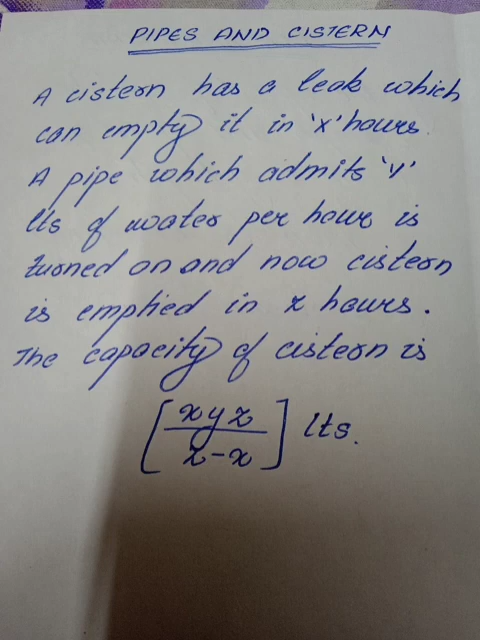 PIPES AND CISTERN
A cistern has a leak which
can empty it in 'x' hours.
A pipe which admits 'y'
lts of water per hour is
turned on and now cistern
is emptied in z hours.
The capacity of cistern is
[xyz / z-x] lts.